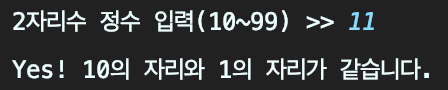 2자리수 정수 입력(10~99) >> 11
Yes! 10의 자리와 1의 자리가 같습니다.